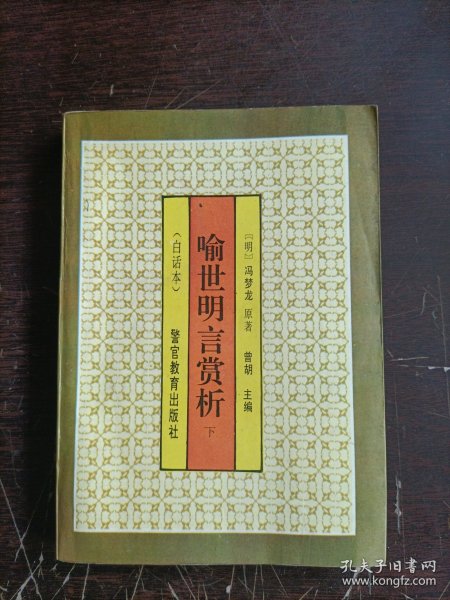 〔明〕冯梦龙 原著 曾胡 主编
喻世明言赏析 下
（白话本） 警官教育出版社
孔夫子旧书网
www.kongfz.com